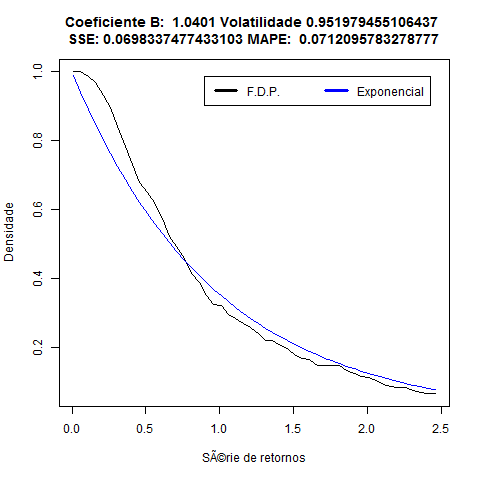 Coeficiente B:  1.0401 Volatilidade 0.951979455106437
SSE: 0.0698337477433103 MAPE:  0.0712095783278777
F.D.P.
Exponencial
Densidade
1.0
0.8
0.6
0.4
0.2
0.0
0.5
1.0
1.5
2.0
2.5
SÃ©rie de retornos